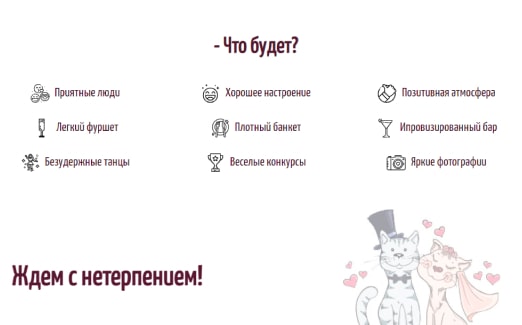 - Что будет?
Приятные люди
Хорошее настроение
Позитивная атмосфера
Легкий фуршет
Плотный банкет
Ипровизированный бар
Безудержные танцы
Веселые конкурсы
Яркие фотографии
Ждем с нетерпением!